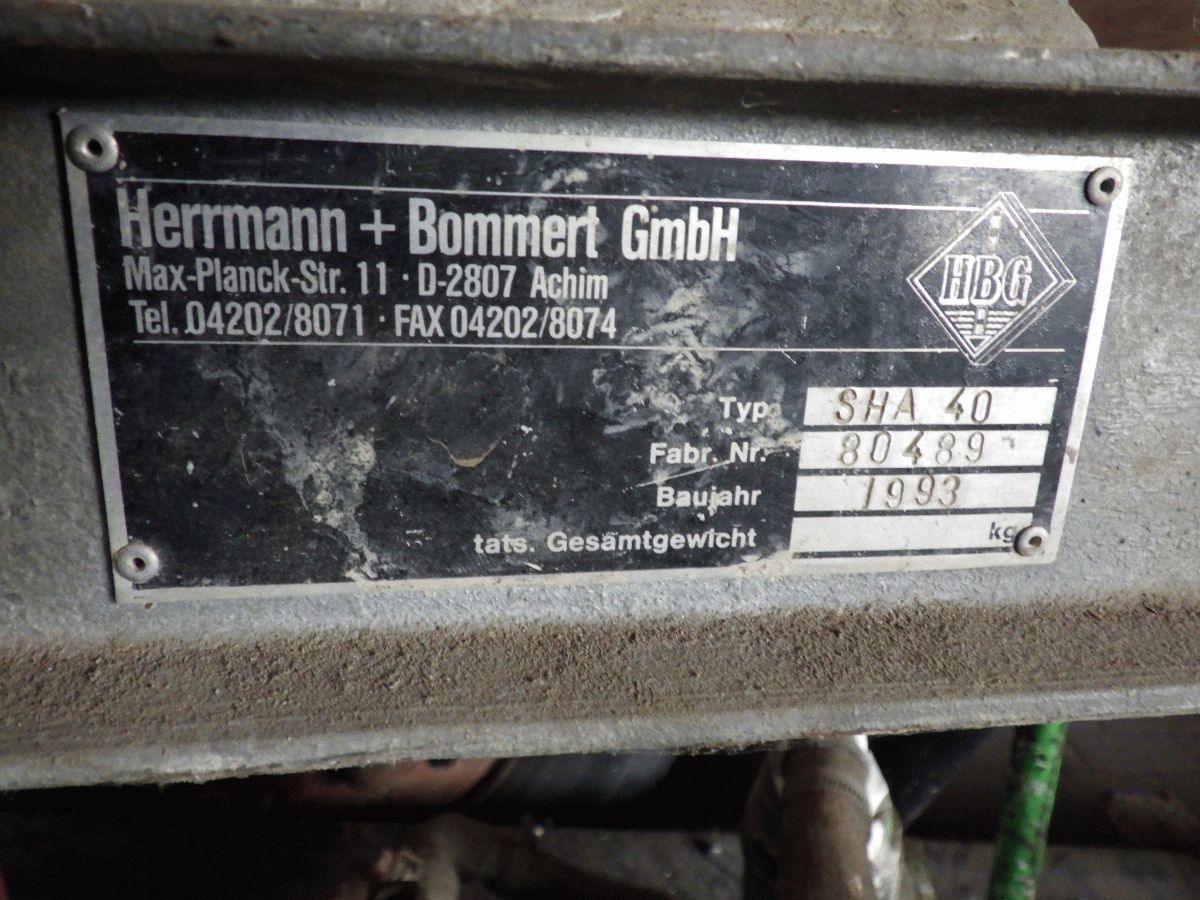 Herrmann + Bommert GmbH
Max-Planck-Str. 11 · D-2807 Achim
Tel. 04202/8071 · FAX 04202/8074
HBG
Typ SHA 40
Fabr. Nr. 80489
Baujahr 1993
tats. Gesamtgewicht kg